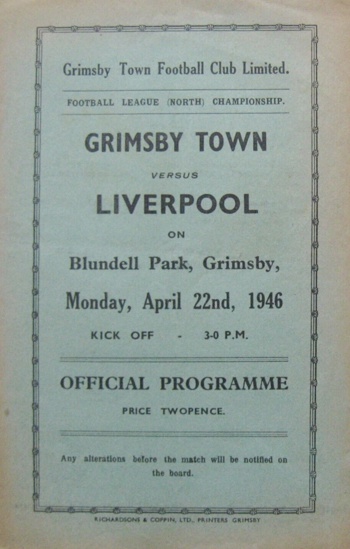 Grimsby Town Football Club Limited.
FOOTBALL LEAGUE (NORTH) CHAMPIONSHIP.
GRIMSBY TOWN
VERSUS
LIVERPOOL
ON
Blundell Park, Grimsby,
Monday, April 22nd, 1946
KICK OFF - 3-0 P.M.
OFFICIAL PROGRAMME
PRICE TWOPENCE.
Any alterations before the match will be notified on
the board.
RICHARDSONS & COPPIN, LTD., PRINTERS GRIMSBY